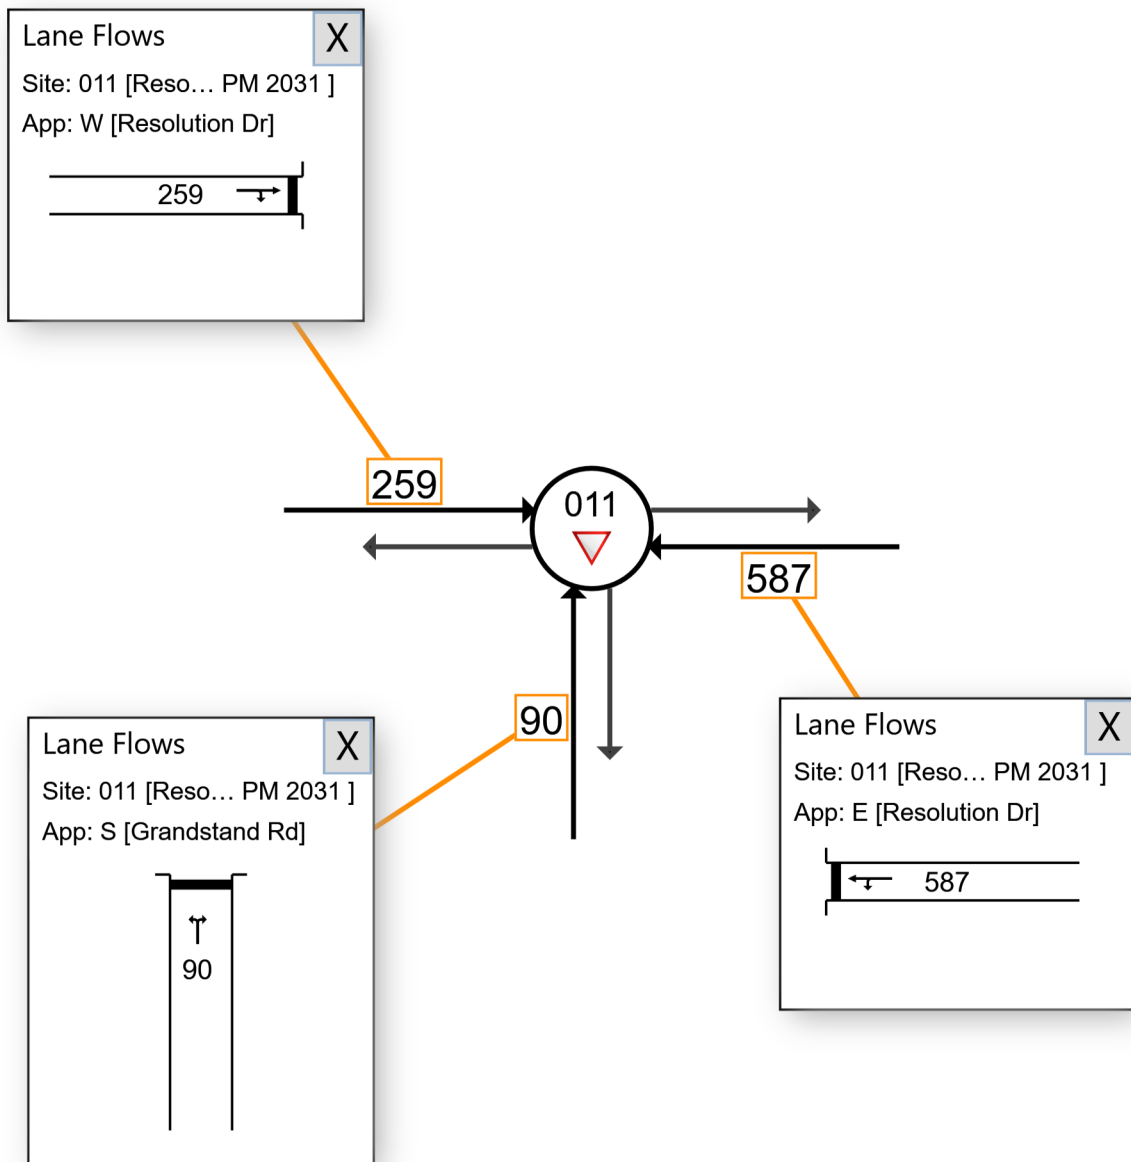 Lane Flows
X
Site: 011 [Reso... PM 2031 ]
App: W [Resolution Dr]
259
259
011
587
90
Lane Flows
X
Site: 011 [Reso... PM 2031 ]
App: S [Grandstand Rd]
90
Lane Flows
X
Site: 011 [Reso... PM 2031 ]
App: E [Resolution Dr]
587